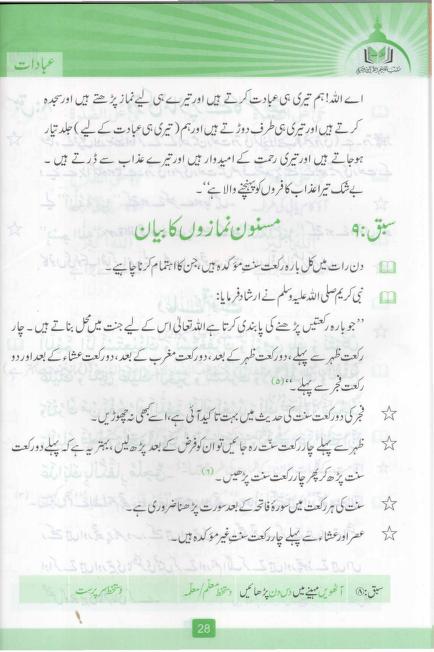 عبادات
اے اللہ! ہم تیری ہی عبادت کرتے ہیں اور تیرے ہی لیے نماز پڑھتے ہیں اور سجدہ
کرتے ہیں اور تیری ہی طرف دوڑتے ہیں اور ہم (تیری ہی عبادت کے لیے) جلد تیار
ہو جاتے ہیں اور تیری رحمت کے امیدوار ہیں اور تیرے عذاب سے ڈرتے ہیں ۔
بے شک تیرا عذاب کافروں کو پہنچنے والا ہے‘‘۔
سبق: ۹ مسنون نمازوں کا بیان
دن رات میں کل بارہ رکعت سنتِ مؤکدہ ہیں، جن کا اہتمام کرنا چاہیے۔
نبی کریم صلی اللہ علیہ وسلم نے ارشاد فرمایا:
’’جو بارہ رکعتیں پڑھنے کی پابندی کرتا ہے اللہ تعالیٰ اس کے لیے جنت میں محل بناتے ہیں۔ چار
رکعت ظہر سے پہلے، دو رکعت ظہر کے بعد، دو رکعت مغرب کے بعد، دو رکعت عشاء کے بعد اور دو
رکعت فجر سے پہلے۔‘‘ (۵)
فجر کی دو رکعت سنت کی حدیث میں بہت تاکید آئی ہے، اسے کبھی نہ چھوڑیں۔
ظہر سے پہلے چار رکعت سنّت رہ جائیں تو ان کو فرض کے بعد پڑھ لیں، بہتر یہ ہے کہ پہلے دو رکعت
سنت پڑھ کر پھر چار رکعت سنت پڑھیں۔ (۶)
سنت کی ہر رکعت میں سورۂ فاتحہ کے بعد سورت پڑھنا ضروری ہے۔
عصر اور عشاء سے پہلے چار رکعت سنتِ غیر مؤکدہ ہیں۔
سبق: ۸ آٹھویں مہینے میں دس دن پڑھائیں دستخط معلم/معلمہ دستخط سرپرست
28